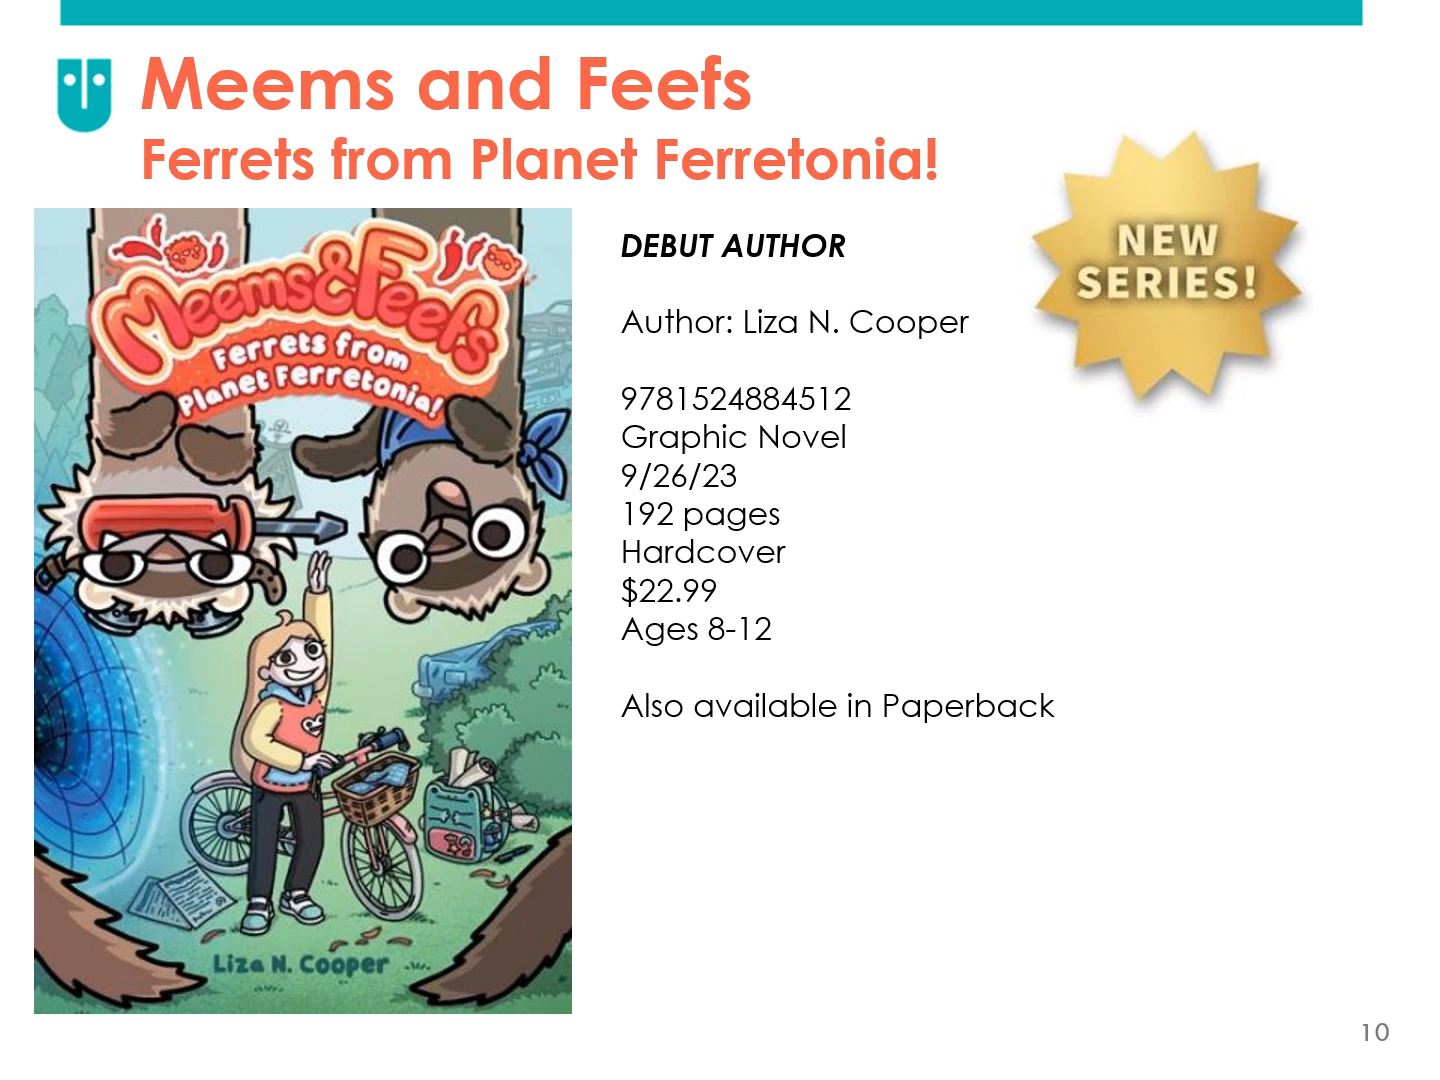 Meems and Feefs
Ferrets from Planet Ferretonia!
Meems & Feefs
Ferrets from
Planet Ferretonia!
Liza N. Cooper
DEBUT AUTHOR
Author: Liza N. Cooper
9781524884512
Graphic Novel
9/26/23
192 pages
Hardcover
$22.99
Ages 8-12
Also available in Paperback
NEW
SERIES!
10